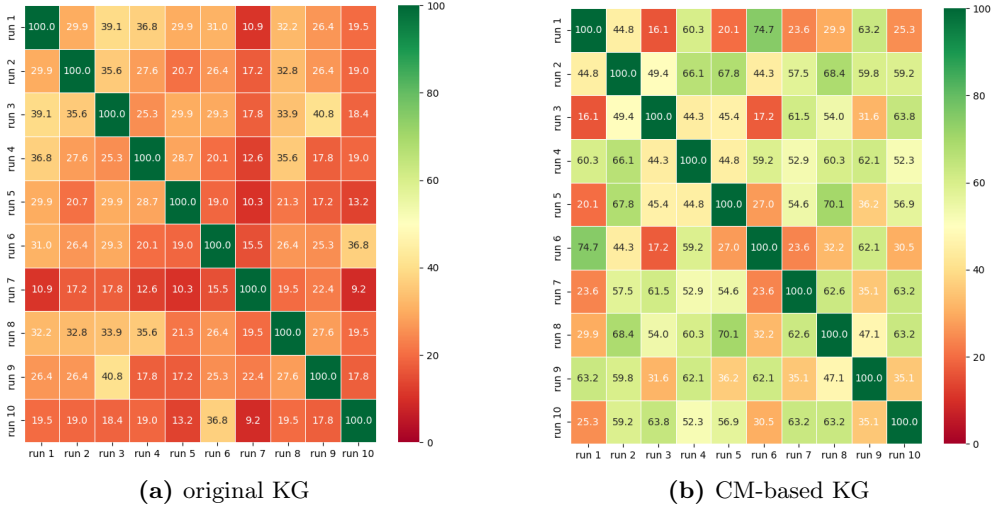 run 1 100.0 29.9 39.1 36.8 29.9 31.0 10.9 32.2 26.4 19.5
run 2 29.9 100.0 35.6 27.6 20.7 26.4 17.2 32.8 26.4 19.0
run 3 39.1 35.6 100.0 25.3 29.9 29.3 17.8 33.9 40.8 18.4
run 4 36.8 27.6 25.3 100.0 28.7 20.1 12.6 35.6 17.8 19.0
run 5 29.9 20.7 29.9 28.7 100.0 19.0 10.3 21.3 17.2 13.2
run 6 31.0 26.4 29.3 20.1 19.0 100.0 15.5 26.4 25.3 36.8
run 7 10.9 17.2 17.8 12.6 10.3 15.5 100.0 19.5 22.4 9.2
run 8 32.2 32.8 33.9 35.6 21.3 26.4 19.5 100.0 27.6 19.5
run 9 26.4 26.4 40.8 17.8 17.2 25.3 22.4 27.6 100.0 17.8
run 10 19.5 19.0 18.4 19.0 13.2 36.8 9.2 19.5 17.8 100.0
run 1 run 2 run 3 run 4 run 5 run 6 run 7 run 8 run 9 run 10
100
80
60
40
20
0
(a) original KG
run 1 100.0 44.8 16.1 60.3 20.1 74.7 23.6 29.9 63.2 25.3
run 2 44.8 100.0 49.4 66.1 67.8 44.3 57.5 68.4 59.8 59.2
run 3 16.1 49.4 100.0 44.3 45.4 17.2 61.5 54.0 31.6 63.8
run 4 60.3 66.1 44.3 100.0 44.8 59.2 52.9 60.3 62.1 52.3
run 5 20.1 67.8 45.4 44.8 100.0 27.0 54.6 70.1 36.2 56.9
run 6 74.7 44.3 17.2 59.2 27.0 100.0 23.6 32.2 62.1 30.5
run 7 23.6 57.5 61.5 52.9 54.6 23.6 100.0 62.6 35.1 63.2
run 8 29.9 68.4 54.0 60.3 70.1 32.2 62.6 100.0 47.1 63.2
run 9 63.2 59.8 31.6 62.1 36.2 62.1 35.1 47.1 100.0 35.1
run 10 25.3 59.2 63.8 52.3 56.9 30.5 63.2 63.2 35.1 100.0
run 1 run 2 run 3 run 4 run 5 run 6 run 7 run 8 run 9 run 10
100
80
60
40
20
0
(b) CM-based KG